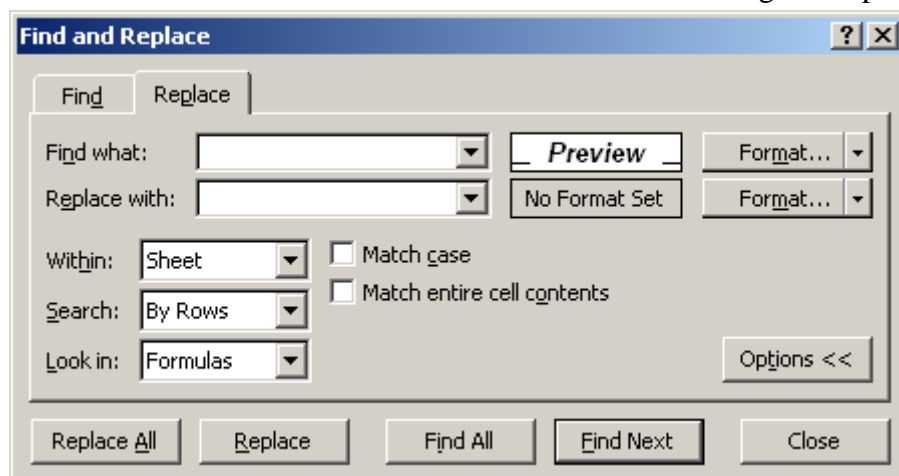 Find and Replace ? X
Find Replace
Find what: _ Preview _ Format...
Replace with: No Format Set Format...
Within: Sheet Match case
Match entire cell contents
Search: By Rows
Look in: Formulas Options <<
Replace All Replace Find All Find Next Close